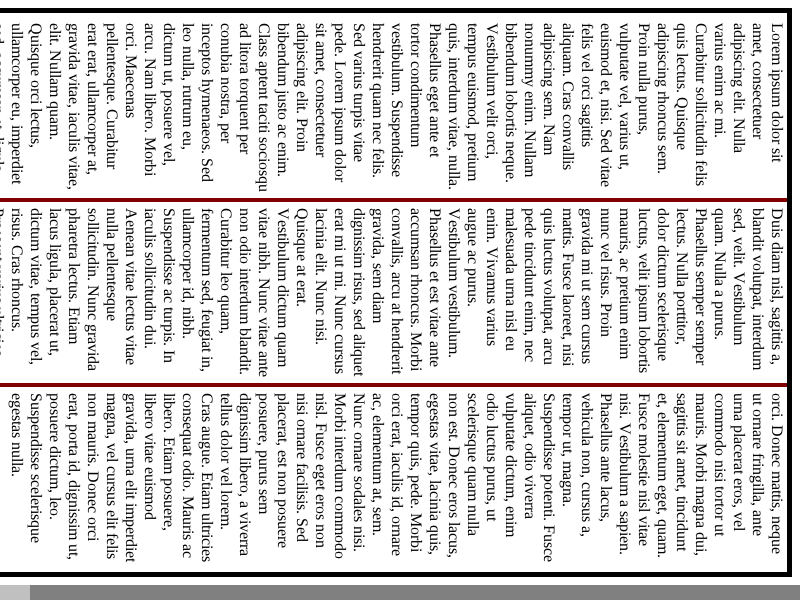 Lorem ipsum dolor sit
amet, consectetuer
adipiscing elit. Nulla
varius enim ac mi.
Curabitur sollicitudin felis
quis lectus. Quisque
adipiscing rhoncus sem.
Proin nulla purus,
vulputate vel, varius ut,
euismod et, nisi. Sed vitae
felis vel orci sagittis
aliquam. Cras convallis
adipiscing sem. Nam
nonummy enim. Nullam
bibendum lobortis neque.
Vestibulum velit orci,
tempus euismod, pretium
quis, interdum vitae, nulla.
Phasellus eget ante et
tortor condimentum
vestibulum. Suspendisse
hendrerit quam nec felis.
Sed varius turpis vitae
pede. Lorem ipsum dolor
sit amet, consectetuer
adipiscing elit. Proin
bibendum justo ac enim.
Class aptent taciti sociosqu
ad litora torquent per
conubia nostra, per
inceptos hymenaeos. Sed
leo nulla, rutrum eu,
dictum ut, posuere vel,
arcu. Nam libero. Morbi
orci. Maecenas
pellentesque. Curabitur
erat erat, ullamcorper at,
gravida vitae, iaculis vitae,
elit. Nullam quam.
Quisque orci lectus,
ullamcorper eu, imperdiet
Duis diam nisl, sagittis a,
blandit volutpat, interdum
sed, velit. Vestibulum
quam. Nulla a purus.
Phasellus semper semper
lectus. Nulla porttitor,
dolor dictum scelerisque
luctus, velit ipsum lobortis
mauris, ac pretium enim
nunc vel risus. Proin
gravida mi ut sem cursus
mattis. Fusce laoreet, nisi
quis luctus volutpat, arcu
pede tincidunt enim, nec
malesuada urna nisl eu
enim. Vivamus varius
augue ac purus.
Vestibulum vestibulum.
Phasellus et est vitae ante
accumsan rhoncus. Morbi
convallis, arcu at hendrerit
gravida, sem diam
dignissim risus, sed aliquet
erat mi ut mi. Nunc cursus
lacinia elit. Nunc nisi.
Quisque at erat.
Vestibulum dictum quam
vitae nibh. Nunc vitae ante
non odio interdum blandit.
Curabitur leo quam,
fermentum sed, feugiat in,
ullamcorper id, nibh.
Suspendisse ac turpis. In
iaculis sollicitudin dui.
Aenean vitae lectus vitae
nulla pellentesque
sollicitudin. Nunc gravida
pharetra lectus. Etiam
lacus ligula, placerat ut,
dictum vitae, tempus vel,
risus. Cras rhoncus.
orci. Donec mattis, neque
ut ornare fringilla, ante
urna placerat eros, vel
commodo nisi tortor ut
mauris. Morbi magna dui,
sagittis sit amet, tincidunt
et, elementum eget, quam.
Fusce molestie nisl vitae
nisi. Vestibulum a sapien.
Phasellus ante lacus,
vehicula non, cursus a,
tempor ut, magna.
Suspendisse potenti. Fusce
aliquet, odio viverra
vulputate dictum, enim
odio luctus purus, ut
scelerisque quam nulla
non est. Donec eros lacus,
egestas vitae, lacinia quis,
tempor quis, pede. Morbi
orci erat, iaculis id, ornare
ac, elementum at, sem.
Nunc ornare sodales nisi.
Morbi interdum commodo
nisl. Fusce eget eros non
nisi ornare facilisis. Sed
placerat, est non posuere
posuere, purus sem
dignissim libero, a viverra
tellus dolor vel lorem.
Cras augue. Etiam ultricies
consequat odio. Mauris ac
libero. Etiam posuere,
libero vitae euismod
gravida, urna elit imperdiet
magna, vel cursus elit felis
non mauris. Donec orci
erat, porta id, dignissim ut,
posuere dictum, leo.
Suspendisse scelerisque
egestas nulla.